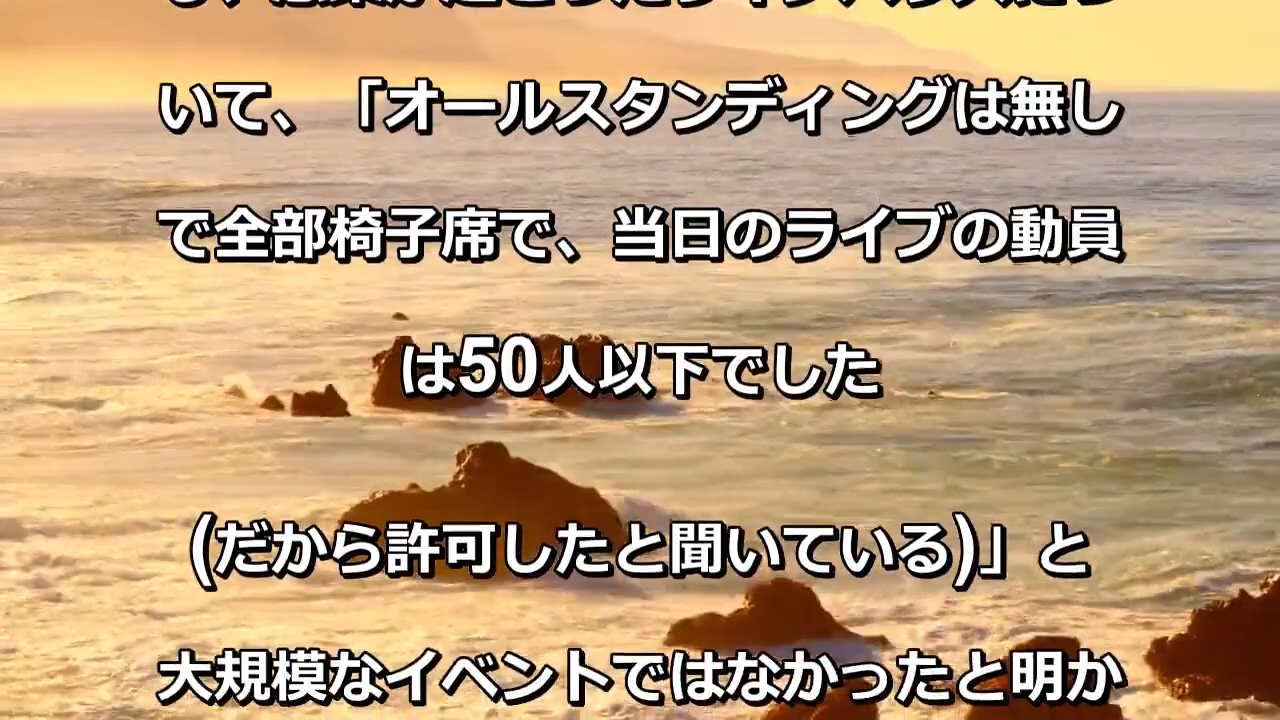 いて、「オールスタンディングは無し
で全部椅子席で、当日のライブの動員
は50人以下でした
(だから許可したと聞いている)」と
大規模なイベントではなかったと明か